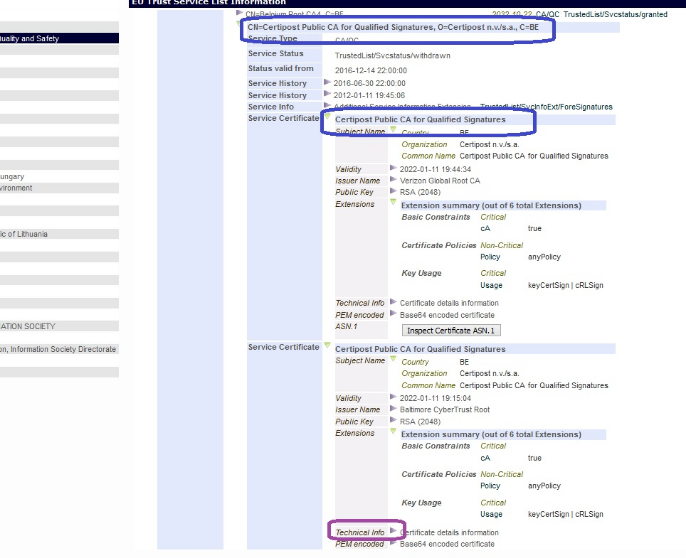 EU Trust Service List Information
CN=Belgium Root CA4, C=BE 2032-10-22 CA/QC TrustedList/Svcstatus/granted
CN=Certipost Public CA for Qualified Signatures, O=Certipost n.v./s.a., C=BE
Service Type CA/QC
Service Status TrustedList/Svcstatus/withdrawn
Status valid from 2016-12-14 22:00:00
Service History 2016-06-30 22:00:00
Service History 2012-01-11 19:45:06
Service Info Additional Service Information Extension TrustedList/SvcInfoExt/ForeSignatures
Service Certificate Certipost Public CA for Qualified Signatures
Subject Name Country BE
Organization Certipost n.v./s.a.
Common Name Certipost Public CA for Qualified Signatures
Validity 2022-01-11 19:44:34
Issuer Name Verizon Global Root CA
Public Key RSA (2048)
Extensions Extension summary (out of 6 total Extensions)
Basic Constraints Critical
cA true
Certificate Policies Non-Critical
Policy anyPolicy
Key Usage Critical
Usage keyCertSign | cRLSign
Technical Info Certificate details information
PEM encoded Base64 encoded certificate
ASN.1 Inspect Certificate ASN.1
Service Certificate Certipost Public CA for Qualified Signatures
Subject Name Country BE
Organization Certipost n.v./s.a.
Common Name Certipost Public CA for Qualified Signatures
Validity 2022-01-11 19:15:04
Issuer Name Baltimore CyberTrust Root
Public Key RSA (2048)
Extensions Extension summary (out of 6 total Extensions)
Basic Constraints Critical
cA true
Certificate Policies Non-Critical
Policy anyPolicy
Key Usage Critical
Usage keyCertSign | cRLSign
Technical Info Certificate details information
PEM encoded Base64 encoded certificate
uality and Safety
ungary
vironment
ic of Lithuania
ATION SOCIETY
on, Information Society Directorate